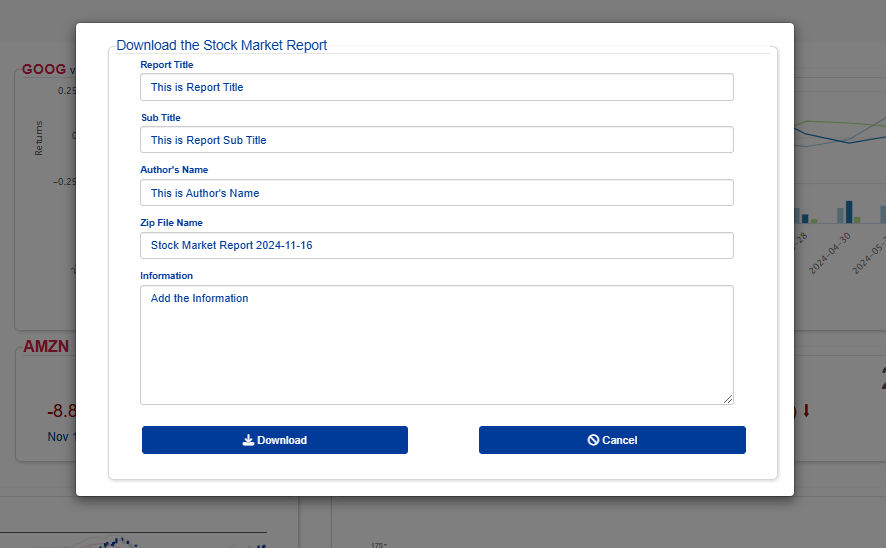 Download the Stock Market Report
Report Title
This is Report Title
Sub Title
This is Report Sub Title
Author's Name
This is Author's Name
Zip File Name
Stock Market Report 2024-11-16
Information
Add the Information
Download
Cancel
GOOG
0.25
Returns
−0.25
2024-04-30
AMZN
-8.8
Nov 1
175